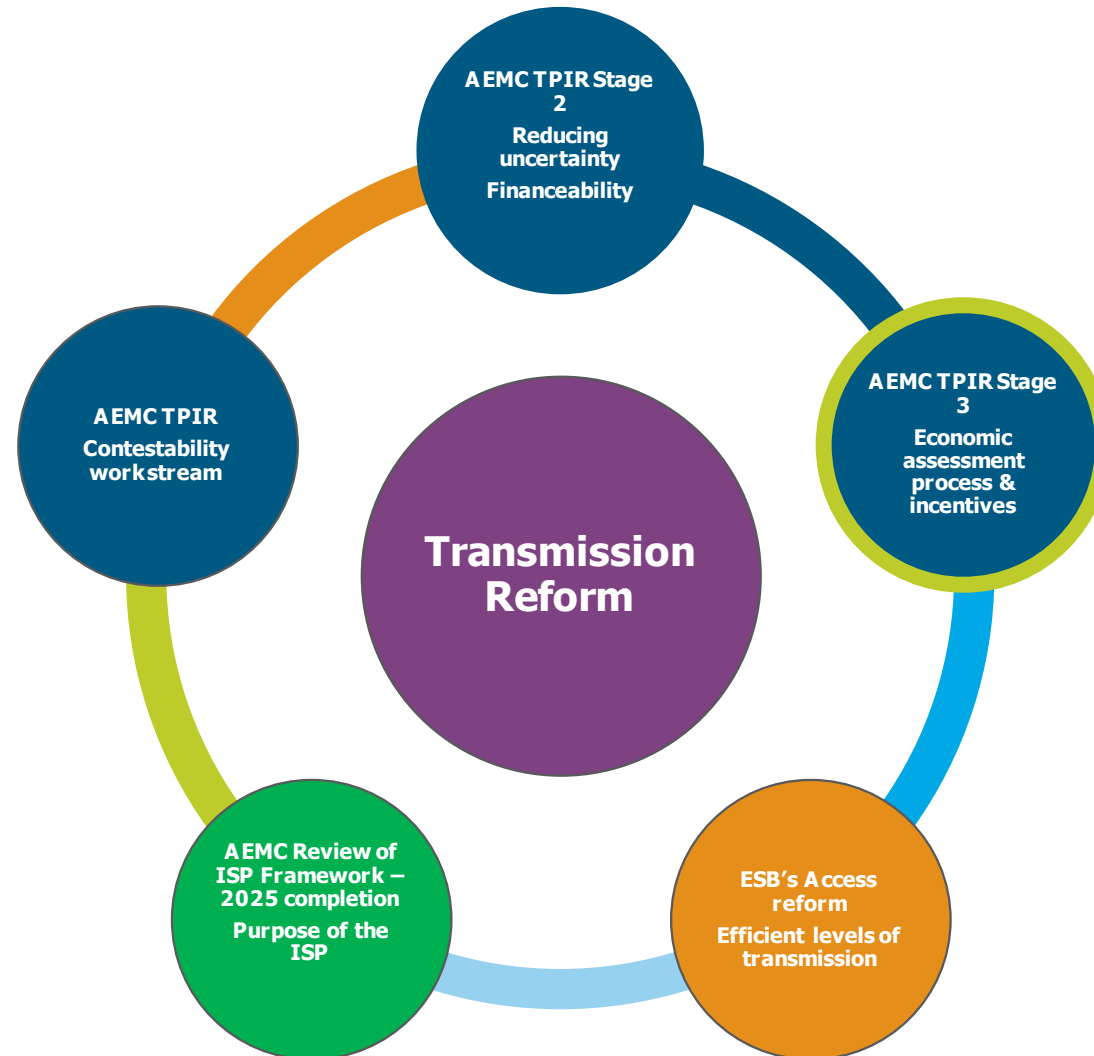 AEMC TPIR Stage
2
Reducing
uncertainty
Financeability
AEMC TPIR Stage
3
Economic
assessment
process &
incentives
AEMC TPIR
Contestability
workstream
Transmission
Reform
AEMC Review of
ISP Framework –
2025 completion
Purpose of the
ISP
ESB's Access
reform
Efficient levels of
transmission